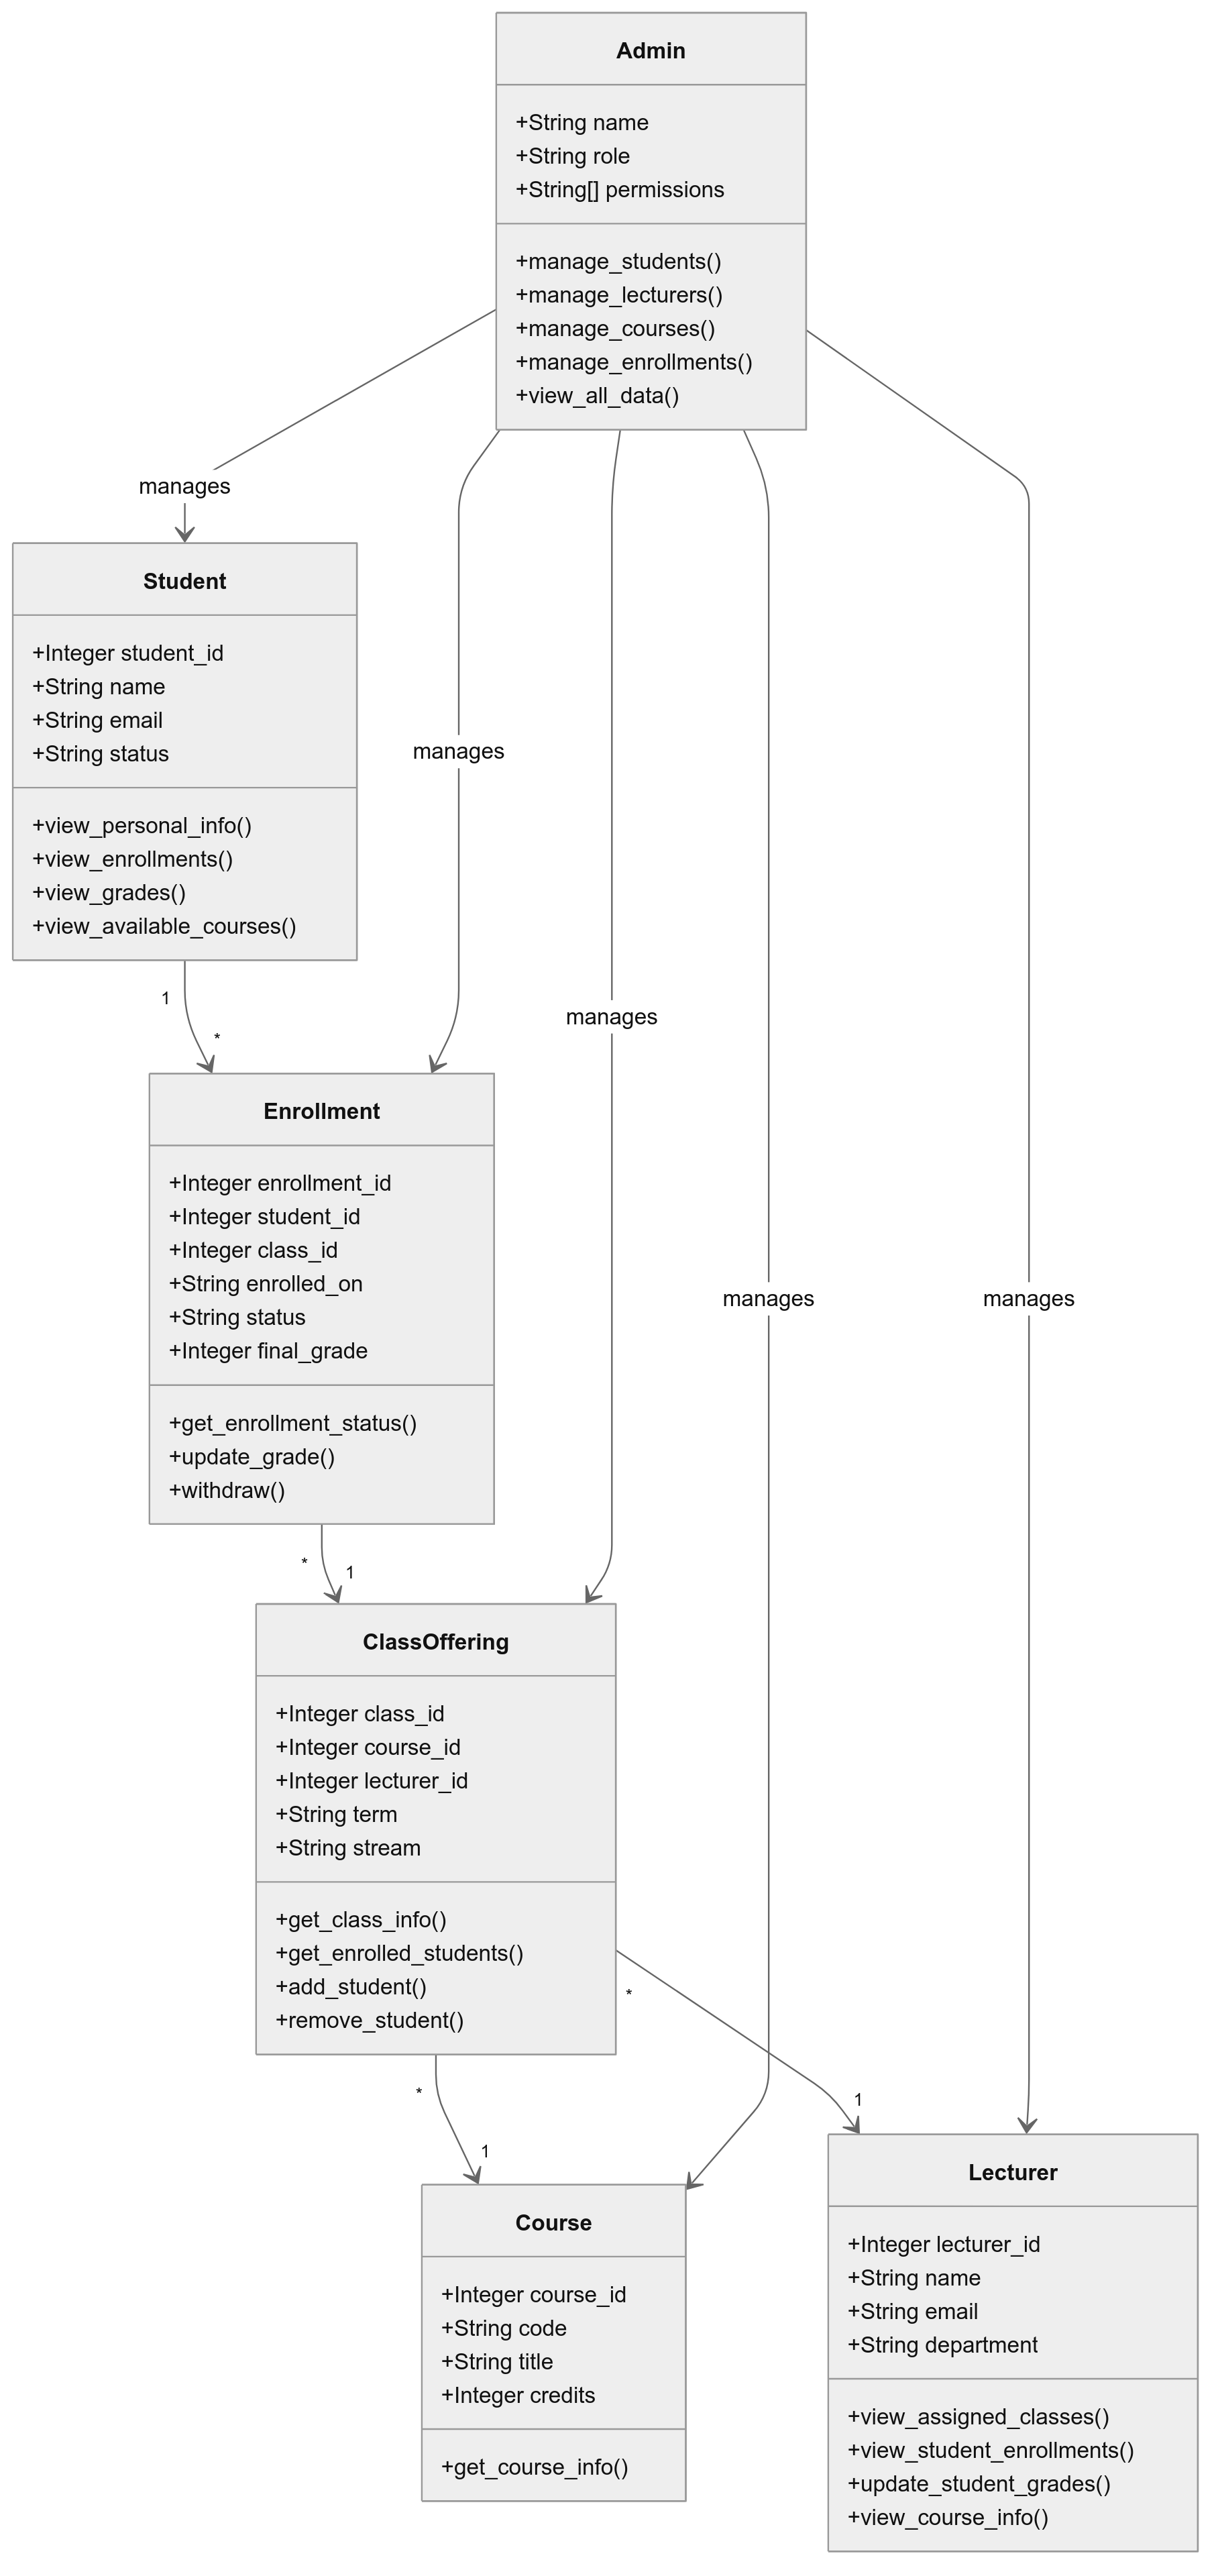 Admin
+String name
+String role
+String[] permissions
+manage_students()
+manage_lecturers()
+manage_courses()
+manage_enrollments()
+view_all_data()
manages
Student
+Integer student_id
+String name
+String email
+String status
+view_personal_info()
+view_enrollments()
+view_grades()
+view_available_courses()
manages
1
*
manages
Enrollment
+Integer enrollment_id
+Integer student_id
+Integer class_id
+String enrolled_on
+String status
+Integer final_grade
+get_enrollment_status()
+update_grade()
+withdraw()
manages
manages
*
1
ClassOffering
+Integer class_id
+Integer course_id
+Integer lecturer_id
+String term
+String stream
+get_class_info()
+get_enrolled_students()
+add_student()
+remove_student()
*
1
*
1
Course
+Integer course_id
+String code
+String title
+Integer credits
+get_course_info()
Lecturer
+Integer lecturer_id
+String name
+String email
+String department
+view_assigned_classes()
+view_student_enrollments()
+update_student_grades()
+view_course_info()